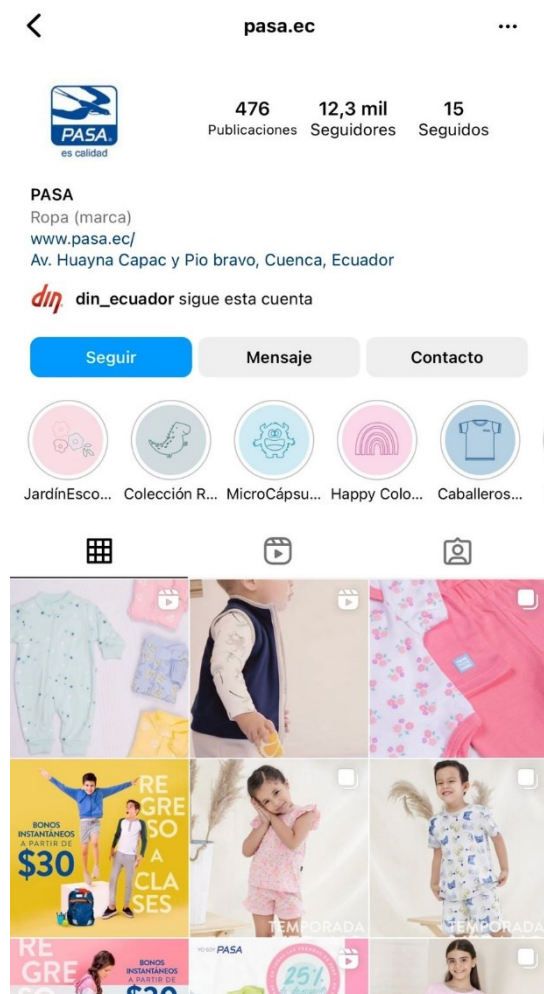 pasa.ec
PASA
es calidad
476
12,3 mil
15
Publicaciones
Seguidores
Seguidos
PASA
Ropa (marca)
www.pasa.ec/
Av. Huayna Capac y Pio bravo, Cuenca, Ecuador
din
din_ecuador sigue esta cuenta
Seguir
Mensaje
Contacto
JardínEsco...
Colección R...
MicroCápsu...
Happy Colo...
Caballeros...
BONOS
INSTANTÁNEOS
A PARTIR DE
$30
RE
GRE
SO
A
CLA
SES
TEMPORADA
TEMPORADA
RE
GRE
BONOS
INSTANTÁNEOS
A PARTIR DE
YO SOY PASA
25%